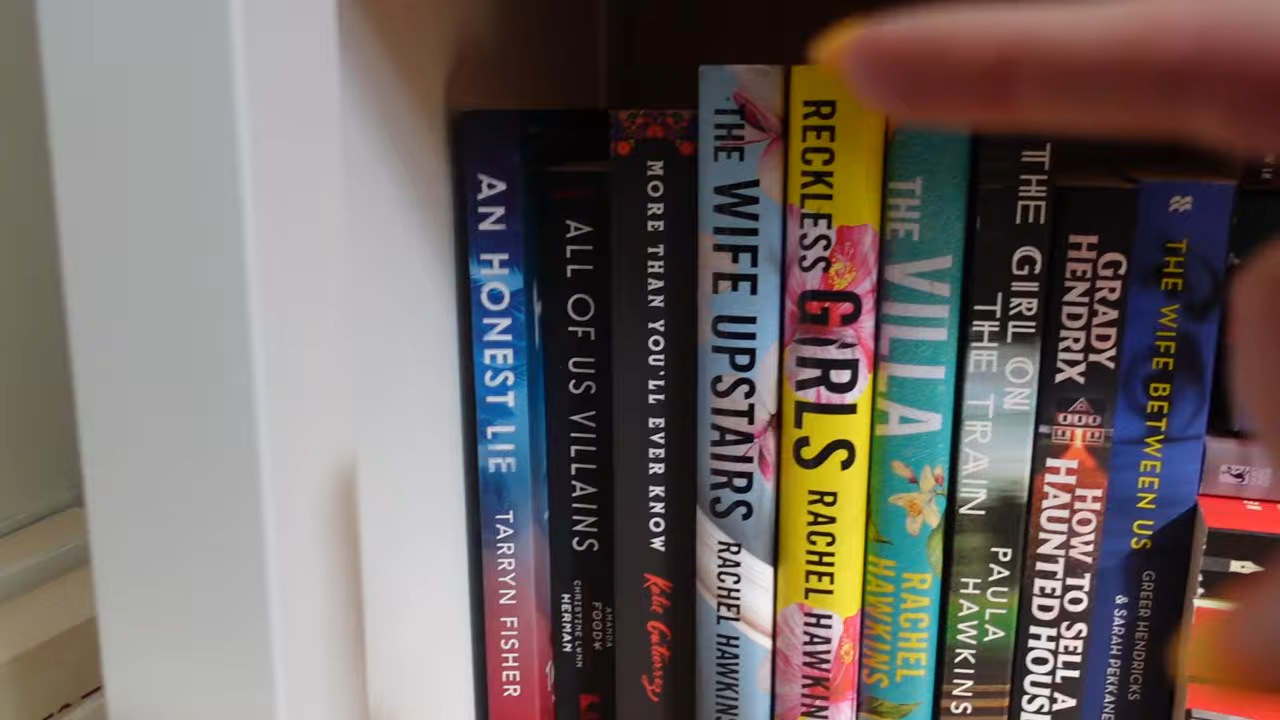 AN HONEST LIE TARRYN FISHER
ALL OF US VILLAINS
AMANDA
FOODY
CHRISTINE LYNN
HERMAN
MORE THAN YOU'LL EVER KNOW Katie Gutierrez
THE WIFE UPSTAIRS RACHEL HAWKINS
RECKLESS GIRLS RACHEL HAWKIN
THE VILLA RACHEL
HAWKINS
THE GIRL ON
THE TRAIN
PAULA
HAWKINS
GRADY
HENDRIX
HOW TO SELL A
HAUNTED HOUSE
THE WIFE BETWEEN US
GREER HENDRICKS
& SARAH PEKKANE